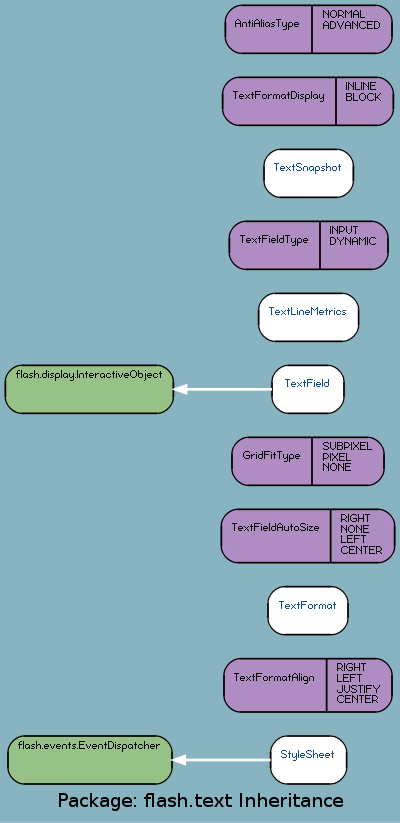 AntiAliasType
NORMAL
ADVANCED
TextFormatDisplay
INLINE
BLOCK
TextSnapshot
TextFieldType
INPUT
DYNAMIC
TextLineMetrics
flash.display.InteractiveObject
TextField
GridFitType
SUBPIXEL
PIXEL
NONE
TextFieldAutoSize
RIGHT
NONE
LEFT
CENTER
TextFormat
TextFormatAlign
RIGHT
LEFT
JUSTIFY
CENTER
flash.events.EventDispatcher
StyleSheet
Package: flash.text Inheritance